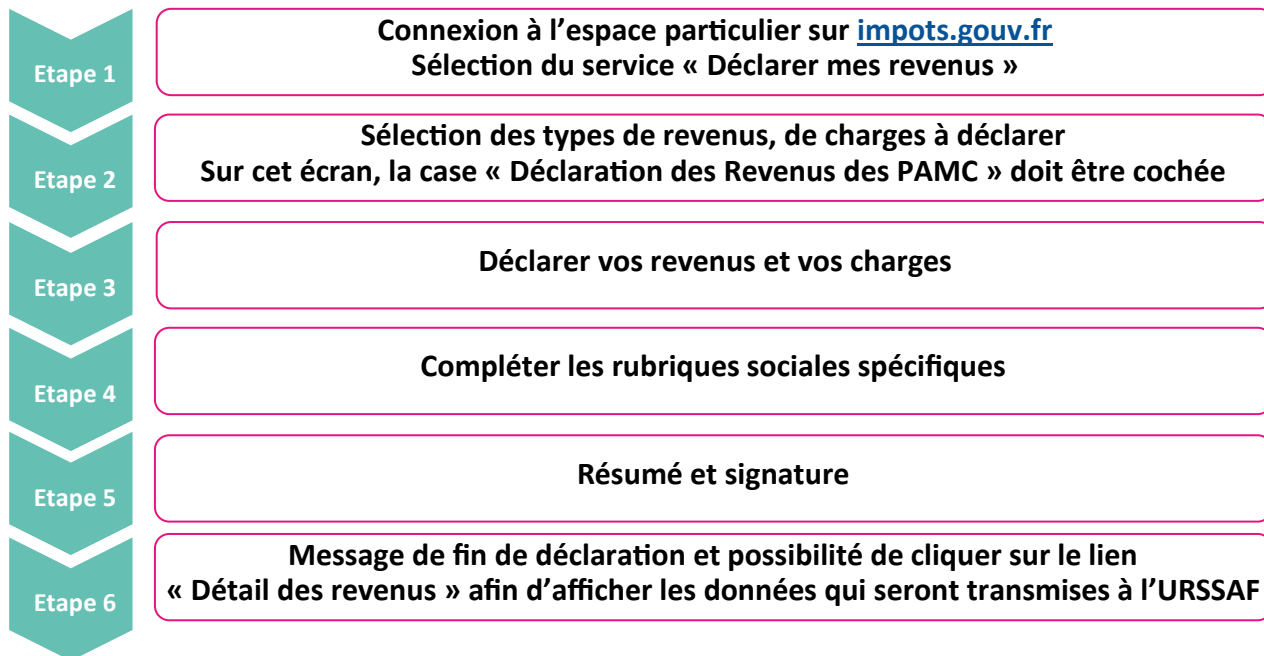 Etape 1
Connexion à l’espace particulier sur impots.gouv.fr
Sélection du service « Déclarer mes revenus »
Etape 2
Sélection des types de revenus, de charges à déclarer
Sur cet écran, la case « Déclaration des Revenus des PAMC » doit être cochée
Etape 3
Déclarer vos revenus et vos charges
Etape 4
Compléter les rubriques sociales spécifiques
Etape 5
Résumé et signature
Etape 6
Message de fin de déclaration et possibilité de cliquer sur le lien
« Détail des revenus » afin d’afficher les données qui seront transmises à l’URSSAF